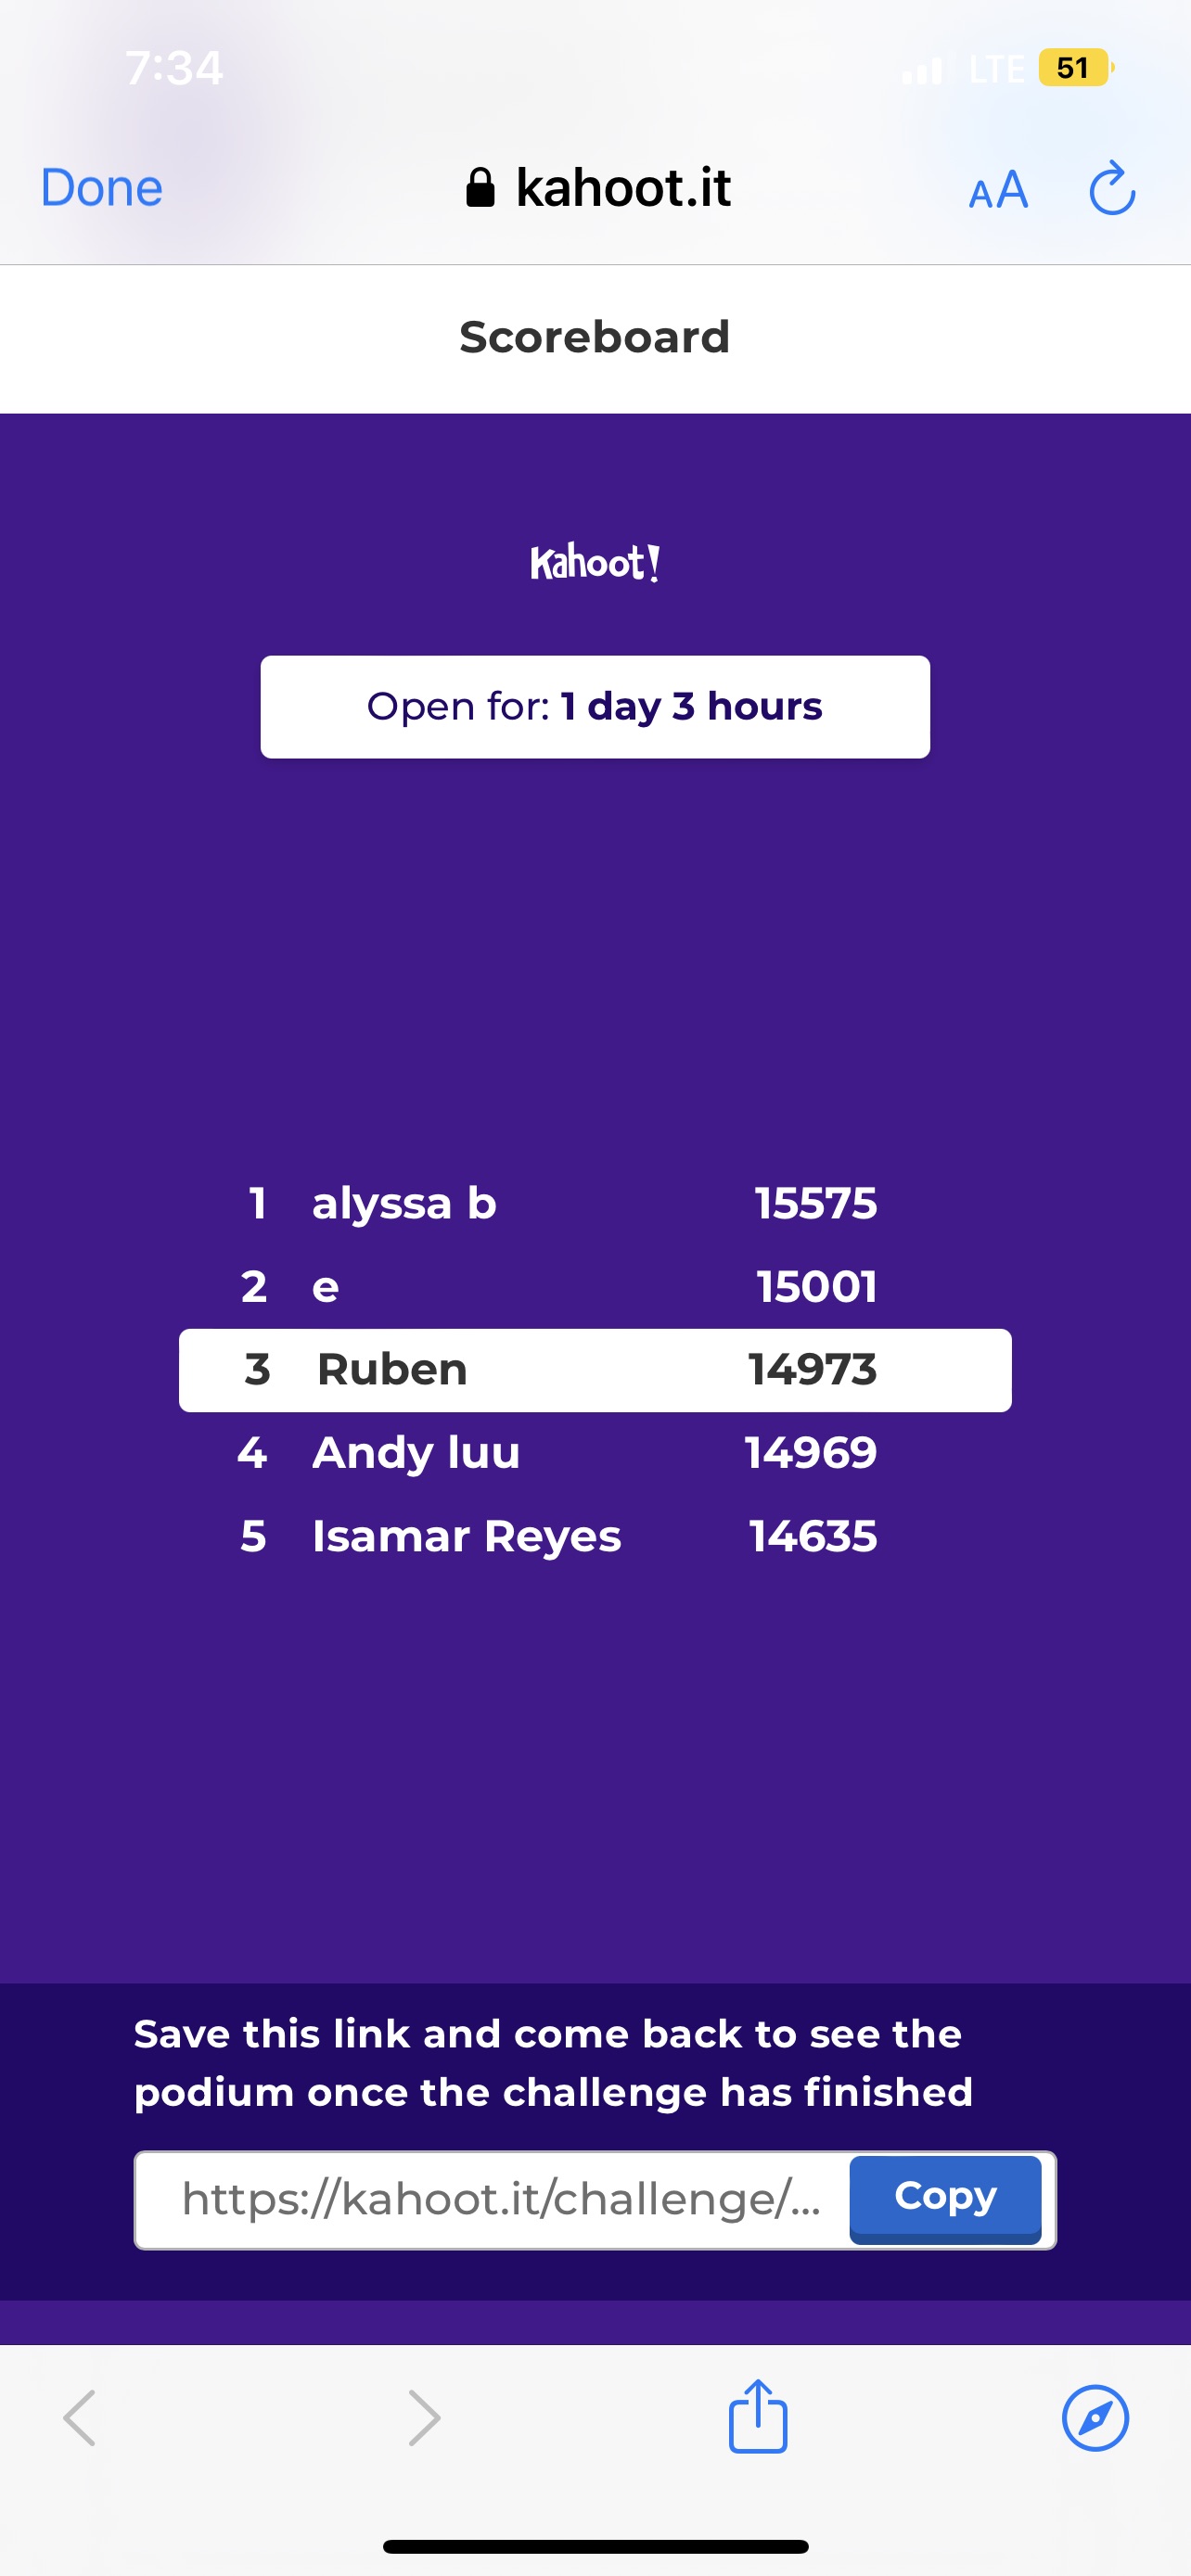 7:34 LTE 51
Done kahoot.it AA
Scoreboard
Kahoot!
Open for: 1 day 3 hours
1 alyssa b 15575
2 e 15001
3 Ruben 14973
4 Andy luu 14969
5 Isamar Reyes 14635
Save this link and come back to see the
podium once the challenge has finished
https://kahoot.it/challenge/... Copy